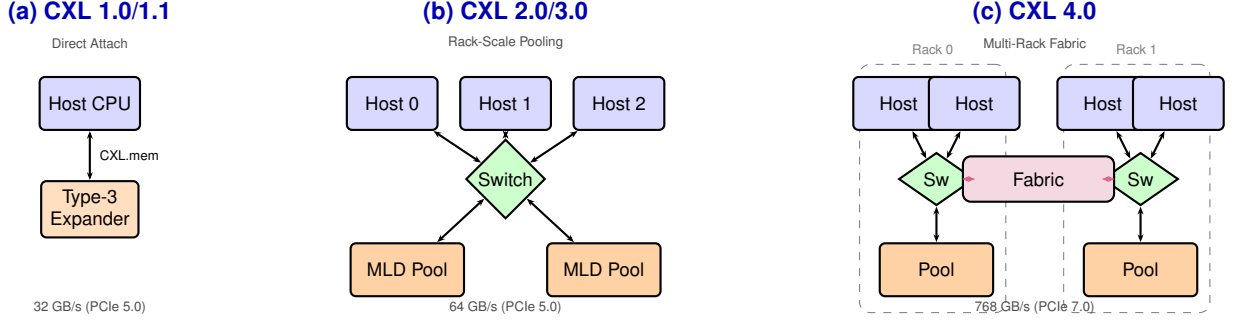 (a) CXL 1.0/1.1
Direct Attach
Host CPU
CXL.mem
Type-3
Expander
32 GB/s (PCIe 5.0)
(b) CXL 2.0/3.0
Rack-Scale Pooling
Host 0
Host 1
Host 2
Switch
MLD Pool
MLD Pool
64 GB/s (PCIe 5.0)
(c) CXL 4.0
Multi-Rack Fabric
Rack 0
Rack 1
Host
Host
Host
Host
Sw
Fabric
Sw
Pool
Pool
768 GB/s (PCIe 7.0)